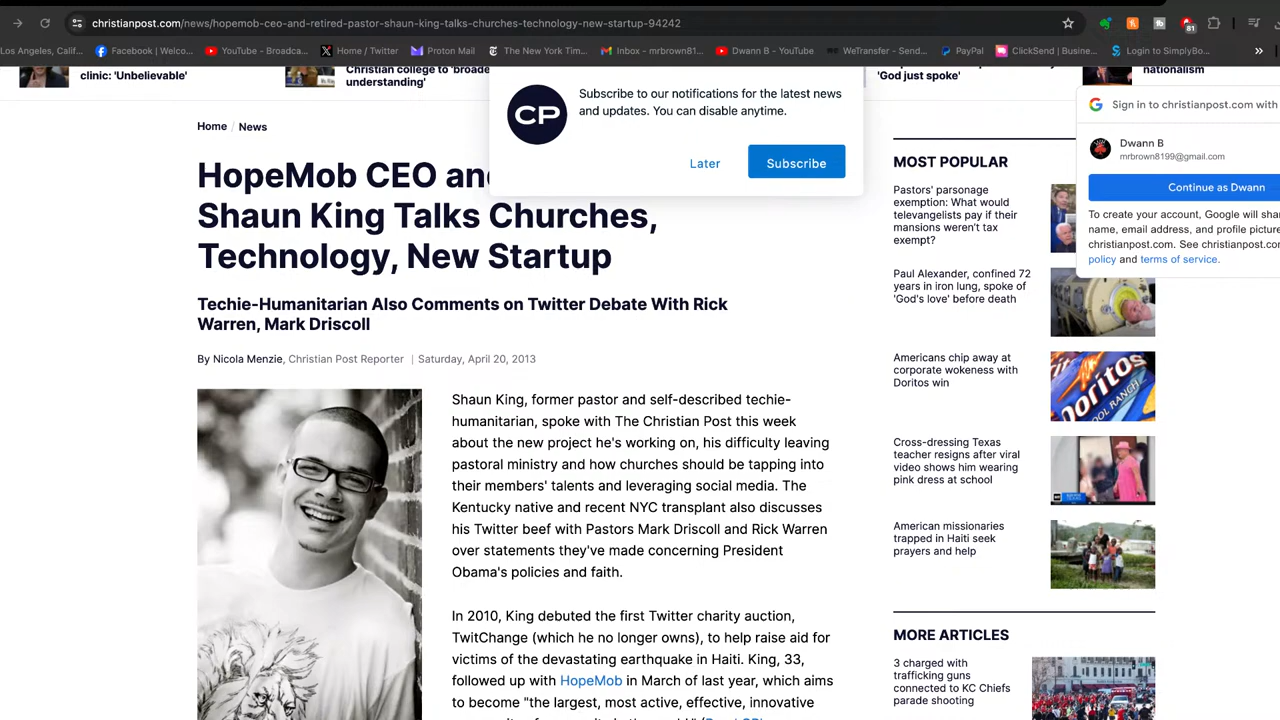 christianpost.com/news/hopemob-ceo-and-retired-pastor-shaun-king-talks-churches-technology-new-startup-94242
81
Los Angeles, Calif...
Facebook | Welco...
YouTube - Broadca...
Home / Twitter
Proton Mail
The New York Tim...
Inbox - mrbrown81...
Dwann B - YouTube
WeTransfer - Send...
PayPal
ClickSend | Busine...
Login to SimplyBo...
»
clinic: 'Unbelievable'
Christian college to 'broade
understanding'
'God just spoke'
nationalism
CP
Subscribe to our notifications for the latest news
and updates. You can disable anytime.
Later
Subscribe
Sign in to christianpost.com with
Dwann B
mrbrown8199@gmail.com
Continue as Dwann
To create your account, Google will sha
name, email address, and profile picture
christianpost.com. See christianpost.co
policy and terms of service.
Home / News
HopeMob CEO and
Shaun King Talks Churches,
Technology, New Startup
Techie-Humanitarian Also Comments on Twitter Debate With Rick
Warren, Mark Driscoll
By Nicola Menzie, Christian Post Reporter | Saturday, April 20, 2013
Shaun King, former pastor and self-described techie-
humanitarian, spoke with The Christian Post this week
about the new project he's working on, his difficulty leaving
pastoral ministry and how churches should be tapping into
their members' talents and leveraging social media. The
Kentucky native and recent NYC transplant also discusses
his Twitter beef with Pastors Mark Driscoll and Rick Warren
over statements they've made concerning President
Obama's policies and faith.
In 2010, King debuted the first Twitter charity auction,
TwitChange (which he no longer owns), to help raise aid for
victims of the devastating earthquake in Haiti. King, 33,
followed up with HopeMob in March of last year, which aims
to become "the largest, most active, effective, innovative
MOST POPULAR
Pastors' parsonage
exemption: What would
televangelists pay if their
mansions weren't tax
exempt?
Paul Alexander, confined 72
years in iron lung, spoke of
'God's love' before death
Americans chip away at
corporate wokeness with
Doritos win
Doritos
COOL RANCH
Cross-dressing Texas
teacher resigns after viral
video shows him wearing
pink dress at school
American missionaries
trapped in Haiti seek
prayers and help
MORE ARTICLES
3 charged with
trafficking guns
connected to KC Chiefs
parade shooting